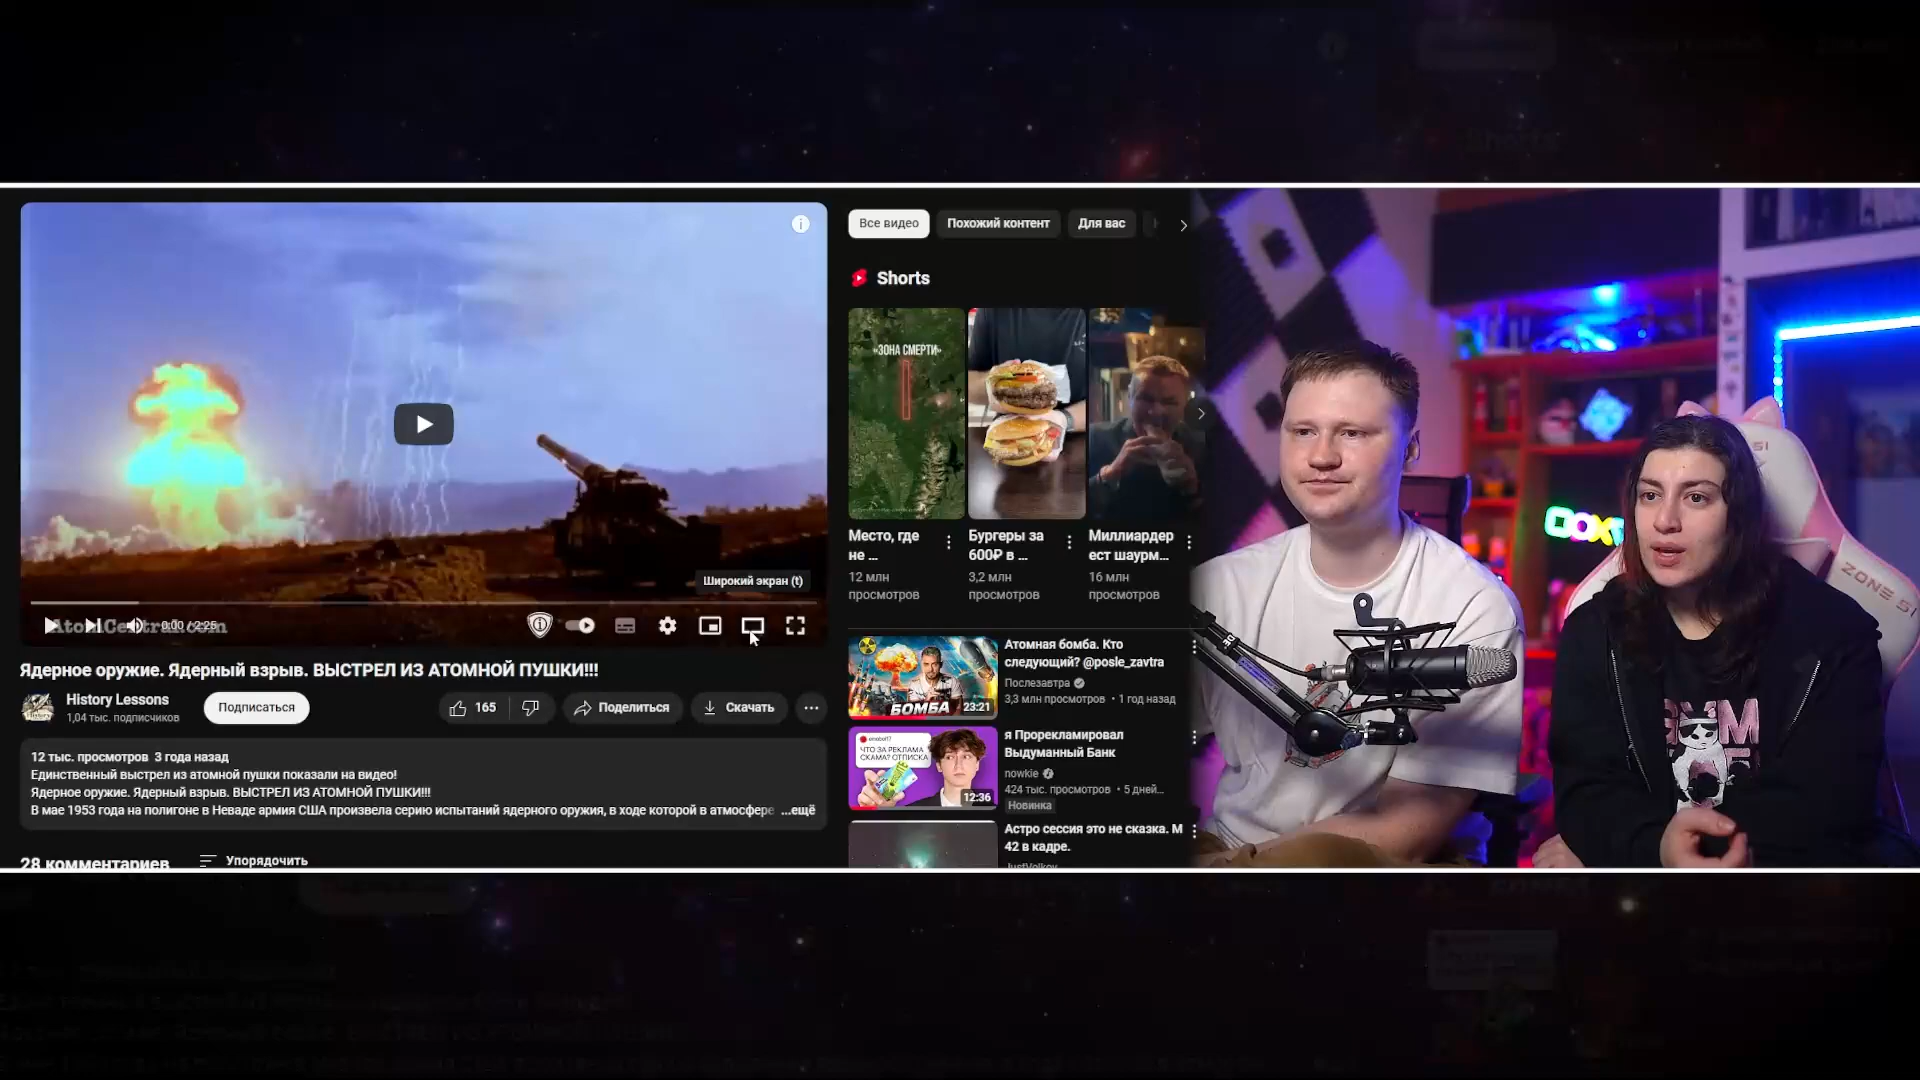 Широкий экран (t)
AtomCentral.com
0:00 / 2:25
Ядерное оружие. Ядерный взрыв. ВЫСТРЕЛ ИЗ АТОМНОЙ ПУШКИ!!!
History Lessons
1,04 тыс. подписчиков
Подписаться
165
Поделиться
Скачать
12 тыс. просмотров 3 года назад
Единственный выстрел из атомной пушки показали на видео!
Ядерное оружие. Ядерный взрыв. ВЫСТРЕЛ ИЗ АТОМНОЙ ПУШКИ!!!
В мае 1953 года на полигоне в Неваде армия США произвела серию испытаний ядерного оружия, в ходе которой в атмосфере ...ещё
28 комментариев
Упорядочить
Все видео
Похожий контент
Для вас
Shorts
«ЗОНА СМЕРТИ»
Место, где
не ...
12 млн
просмотров
Бургеры за
600₽ в ...
3,2 млн
просмотров
Миллиардер
ест шаурм...
16 млн
просмотров
БОМБА
23:21
Атомная бомба. Кто
следующий? @posle_zavtra
Послезавтра
3,3 млн просмотров • 1 год назад
ЧТО ЗА РЕКЛАМА
СКАМА? ОТПИСКА
12:36
я Прорекламировал
Выдуманный Банк
nowkie
424 тыс. просмотров • 5 дней...
Новинка
Астро сессия это не сказка. М
42 в кадре.
JustVolkov
ZONE 51